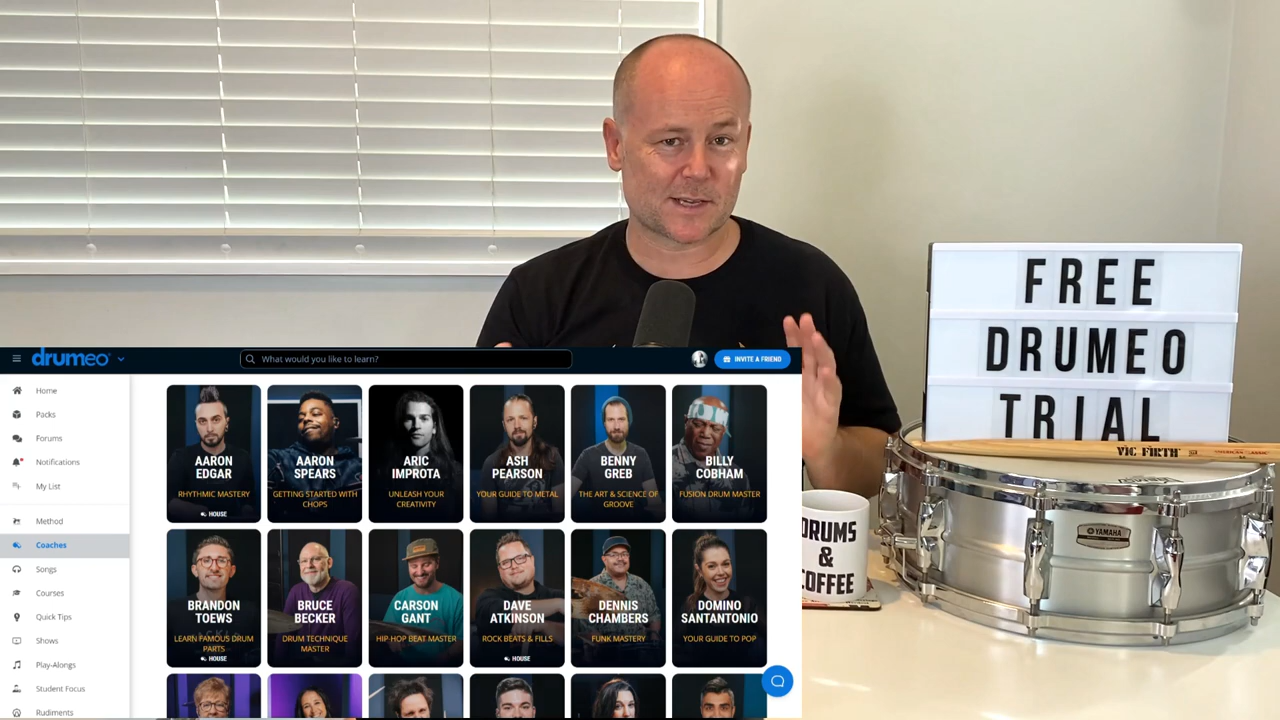 FREE
DRUMEO
TRIAL
VIC FIRTH
YAMAHA
DRUMS
&
COFFEE
drumeo
What would you like to learn?
INVITE A FRIEND
Home
Packs
Forums
Notifications
My List
Method
Coaches
Songs
Courses
Quick Tips
Shows
Play-Alongs
Student Focus
Rudiments
AARON
EDGAR
RHYTHMIC MASTERY
HOUSE
AARON
SPEARS
GETTING STARTED WITH
CHOPS
ARIC
IMPROTA
UNLEASH YOUR
CREATIVITY
ASH
PEARSON
YOUR GUIDE TO METAL
BENNY
GREB
THE ART & SCIENCE OF
GROOVE
BILLY
COBHAM
FUSION DRUM MASTER
BRANDON
TOEWS
LEARN FAMOUS DRUM
PARTS
HOUSE
BRUCE
BECKER
DRUM TECHNIQUE
MASTER
CARSON
GANT
HIP-HOP BEAT MASTER
DAVE
ATKINSON
ROCK BEATS & FILLS
HOUSE
DENNIS
CHAMBERS
FUNK MASTERY
DOMINO
SANTANTONIO
YOUR GUIDE TO POP